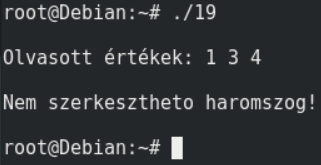 root@Debian:~# ./19
Olvasott értékek: 1 3 4
Nem szerkesztheto haromszog!
root@Debian:~#